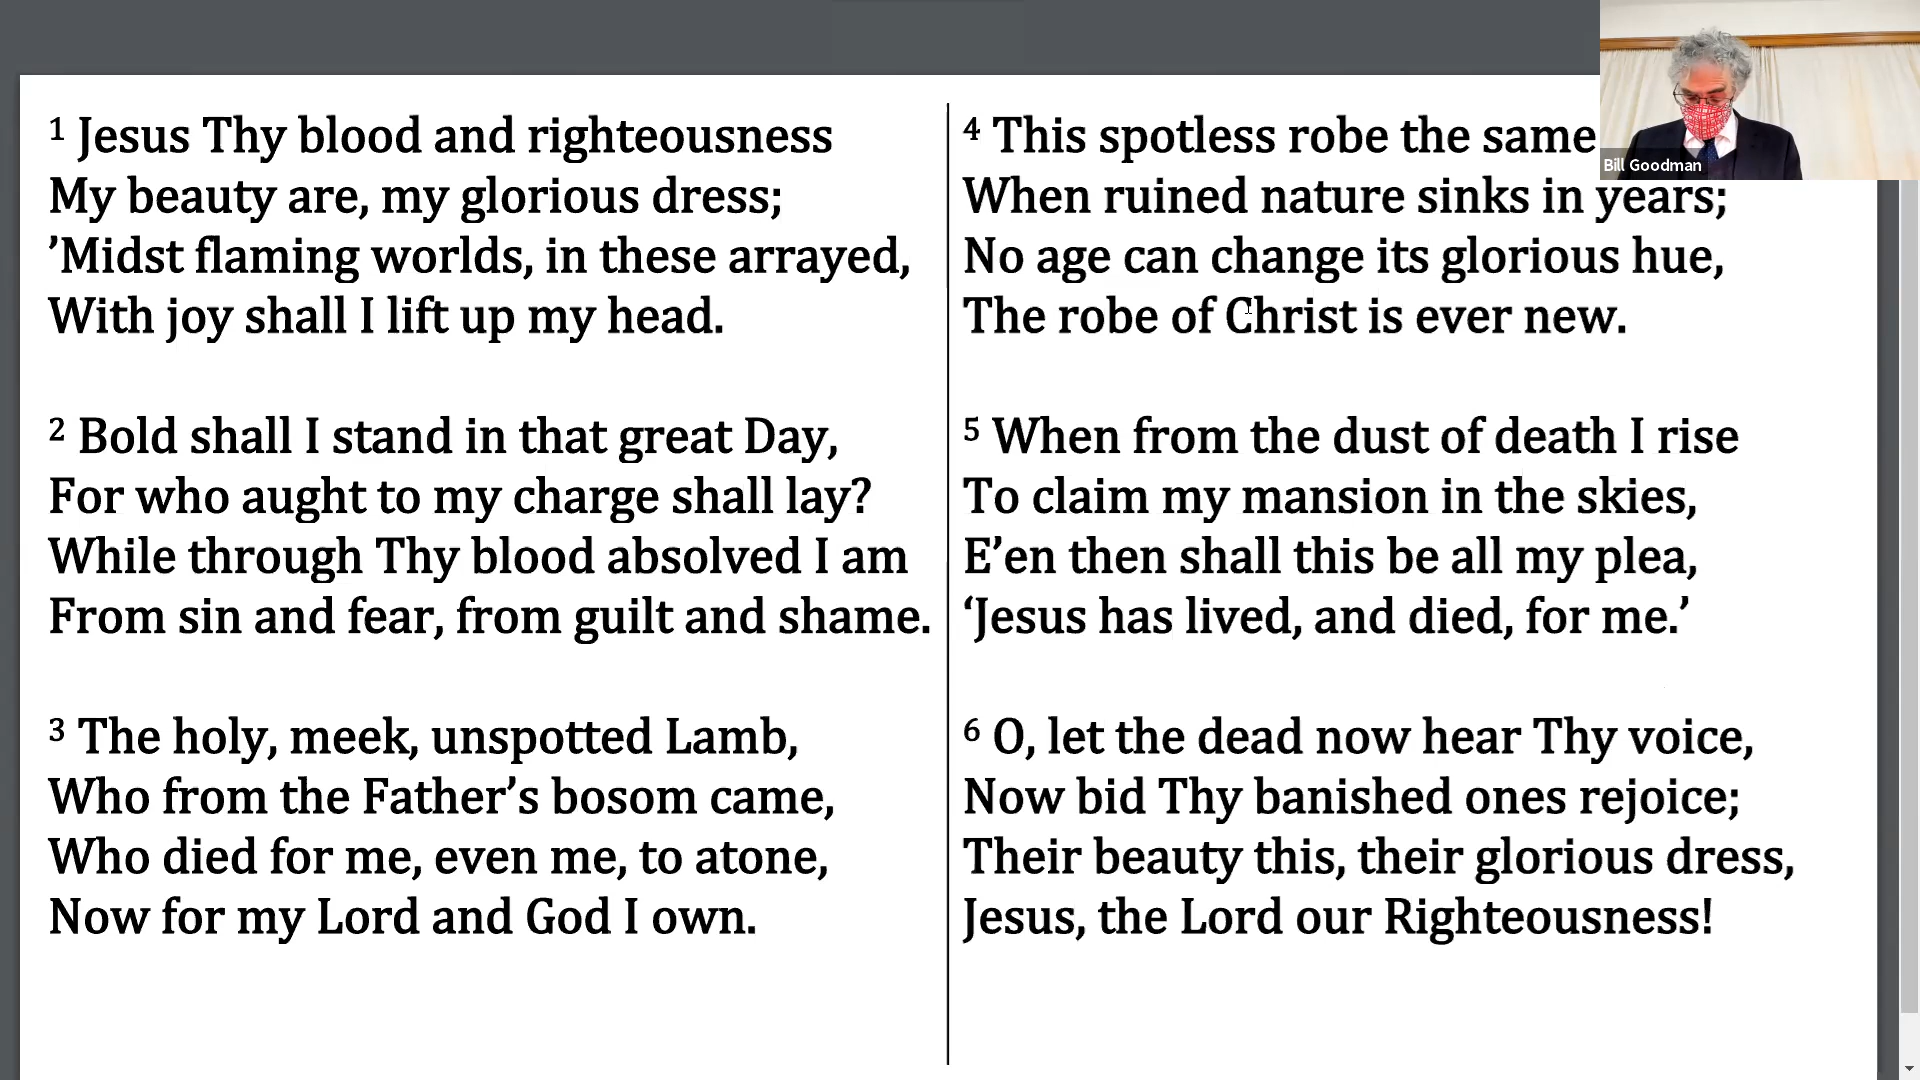 1 Jesus Thy blood and righteousness
My beauty are, my glorious dress;
’Midst flaming worlds, in these arrayed,
With joy shall I lift up my head.
2 Bold shall I stand in that great Day,
For who aught to my charge shall lay?
While through Thy blood absolved I am
From sin and fear, from guilt and shame.
3 The holy, meek, unspotted Lamb,
Who from the Father’s bosom came,
Who died for me, even me, to atone,
Now for my Lord and God I own.
4 This spotless robe the same
When ruined nature sinks in years;
No age can change its glorious hue,
The robe of Christ is ever new.
5 When from the dust of death I rise
To claim my mansion in the skies,
E’en then shall this be all my plea,
‘Jesus has lived, and died, for me.’
6 O, let the dead now hear Thy voice,
Now bid Thy banished ones rejoice;
Their beauty this, their glorious dress,
Jesus, the Lord our Righteousness!
Bill Goodman